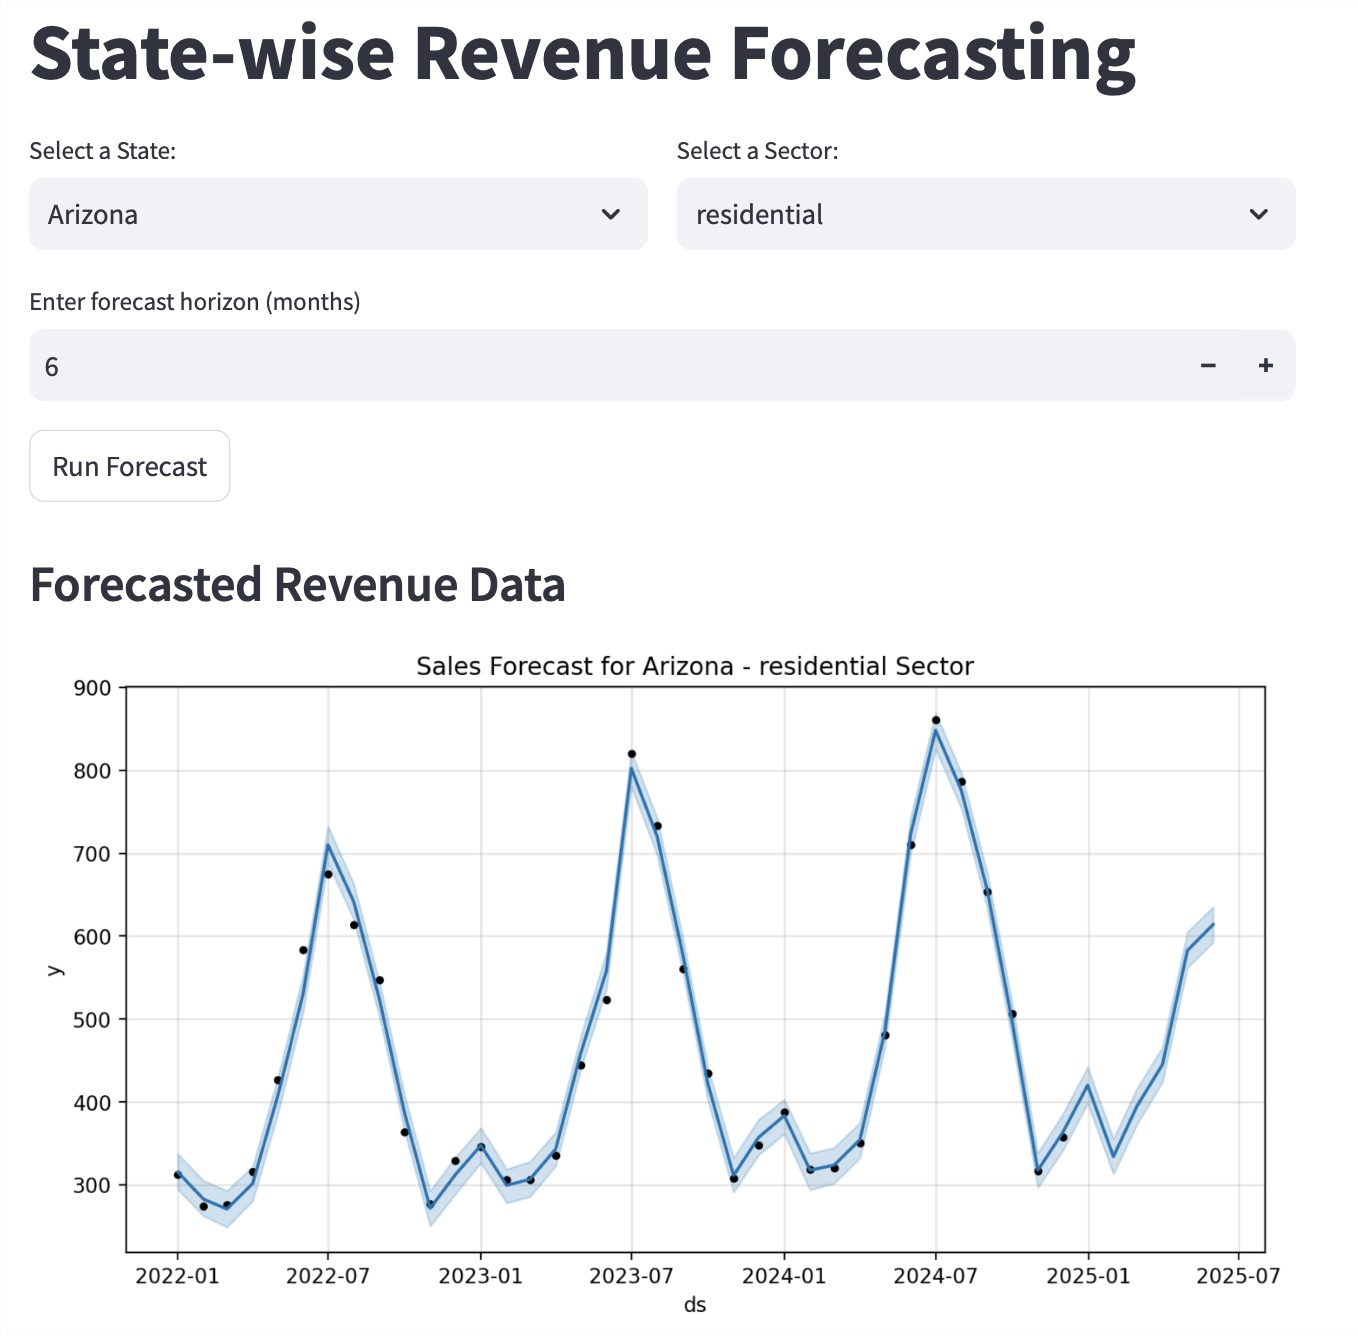 State-wise Revenue Forecasting
Select a State:
Select a Sector:
Arizona
residential
Enter forecast horizon (months)
6
Run Forecast
Forecasted Revenue Data
Sales Forecast for Arizona - residential Sector
900
800
700
600
500
400
300
y
2022-01 2022-07 2023-01 2023-07 2024-01 2024-07 2025-01 2025-07
ds